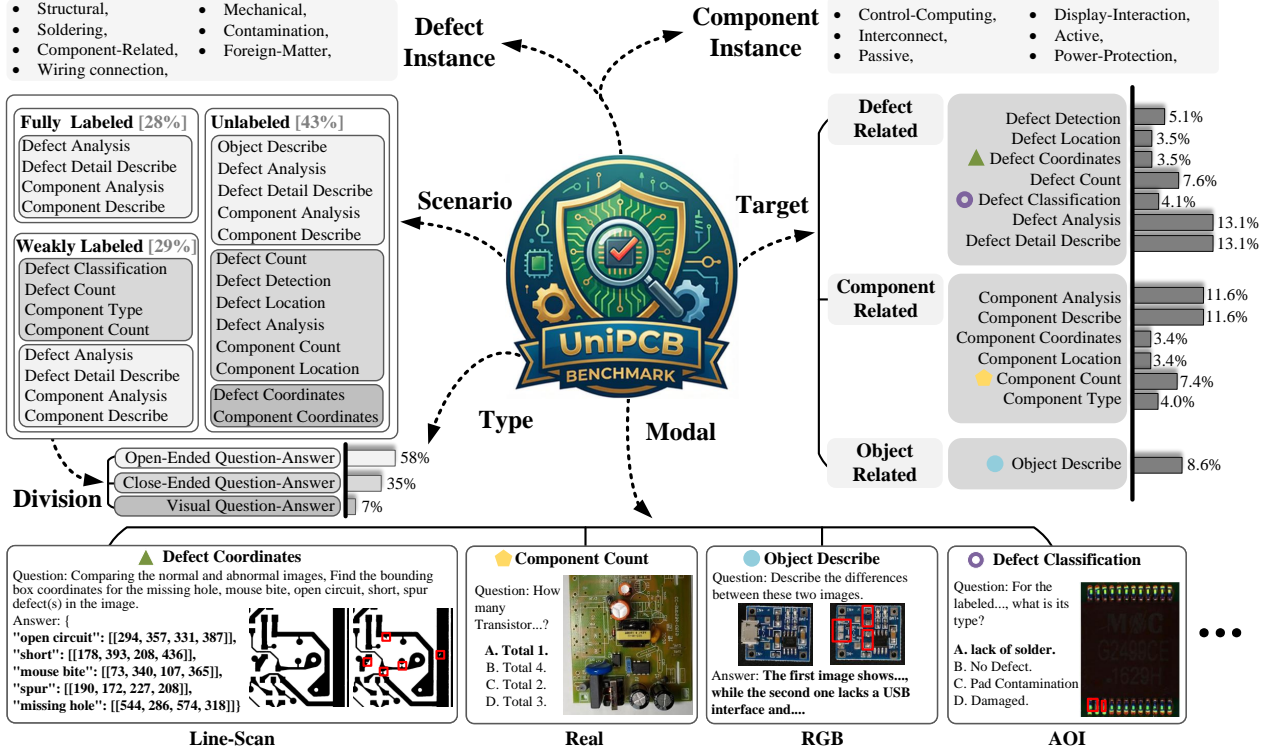 • Structural,
• Soldering,
• Component-Related,
• Wiring connection,
• Mechanical,
• Contamination,
• Foreign-Matter,
Defect
Instance
Component
Instance
• Control-Computing,
• Interconnect,
• Passive,
• Display-Interaction,
• Active,
• Power-Protection,
Fully Labeled [28%]
Defect Analysis
Defect Detail Describe
Component Analysis
Component Describe
Weakly Labeled [29%]
Defect Classification
Defect Count
Component Type
Component Count
Defect Analysis
Defect Detail Describe
Component Analysis
Component Describe
Unlabeled [43%]
Object Describe
Defect Analysis
Defect Detail Describe
Component Analysis
Component Describe
Defect Count
Defect Detection
Defect Location
Defect Analysis
Component Count
Component Location
Defect Coordinates
Component Coordinates
Scenario
Target
Type
Modal
UniPCB
BENCHMARK
Division
Open-Ended Question-Answer 58%
Close-Ended Question-Answer 35%
Visual Question-Answer 7%
Defect
Related
Defect Detection 5.1%
Defect Location 3.5%
Defect Coordinates 3.5%
Defect Count 7.6%
Defect Classification 4.1%
Defect Analysis 13.1%
Defect Detail Describe 13.1%
Component
Related
Component Analysis 11.6%
Component Describe 11.6%
Component Coordinates 3.4%
Component Location 3.4%
Component Count 7.4%
Component Type 4.0%
Object
Related
Object Describe 8.6%
Defect Coordinates
Question: Comparing the normal and abnormal images, Find the bounding
box coordinates for the missing hole, mouse bite, open circuit, short, spur
defect(s) in the image.
Answer: {
"open circuit": [[294, 357, 331, 387]],
"short": [[178, 393, 208, 436]],
"mouse bite": [[73, 340, 107, 365]],
"spur": [[190, 172, 227, 208]],
"missing hole": [[544, 286, 574, 318]]}
Line-Scan
Component Count
Question: How
many
Transistor...?
A. Total 1.
B. Total 4.
C. Total 2.
D. Total 3.
Real
Object Describe
Question: Describe the differences
between these two images.
Answer: The first image shows...,
while the second one lacks a USB
interface and....
RGB
Defect Classification
Question: For the
labeled..., what is its
type?
A. lack of solder.
B. No Defect.
C. Pad Contamination
D. Damaged.
AOI